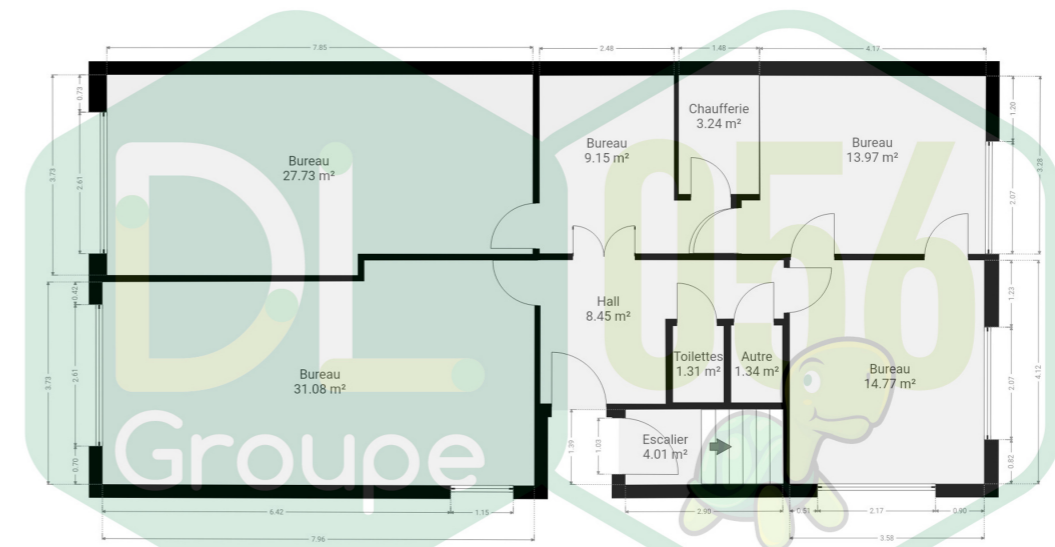 7.85
2.48
1.48
4.17
0.73
3.73
2.61
1.20
3.28
2.07
Chaufferie
3.24 m²
Bureau
9.15 m²
Bureau
13.97 m²
Bureau
27.73 m²
DL
056
Groupe
0.42
3.73
2.61
0.70
Hall
8.45 m²
1.23
4.12
2.07
0.82
Toilettes
1.31 m²
Autre
1.34 m²
Bureau
14.77 m²
Bureau
31.08 m²
1.39
1.03
Escalier
4.01 m²
6.42
1.15
2.90
0.51
2.17
0.90
7.96
3.58